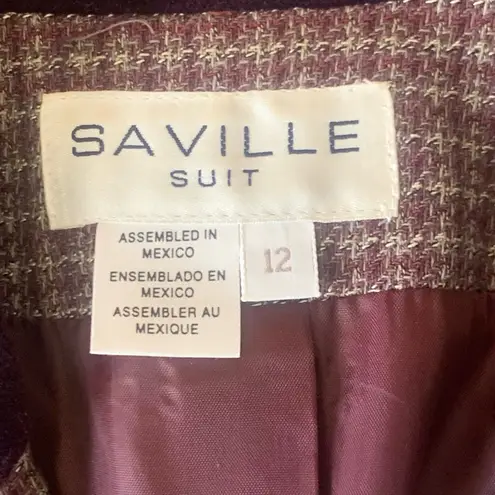 SAVILLE
SUIT
ASSEMBLED IN
MEXICO
ENSEMBLADO EN
MEXICO
ASSEMBLER AU
MEXIQUE
12